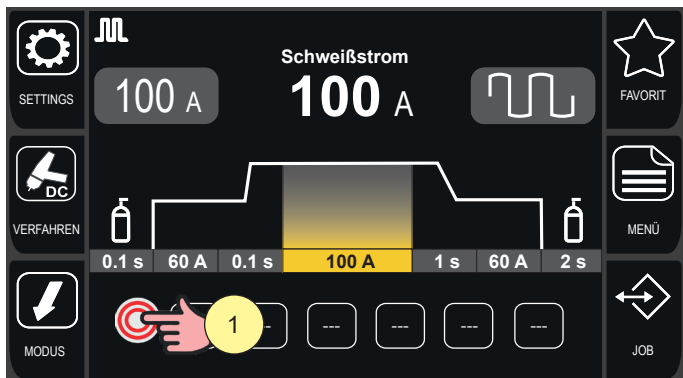 SETTINGS
Schweißstrom
100 A
100 A
FAVORIT
DC
VERFAHREN
MENÜ
0.1 s 60 A 0.1 s 100 A 1 s 60 A 2 s
1 - --- --- --- ---
MODUS
JOB